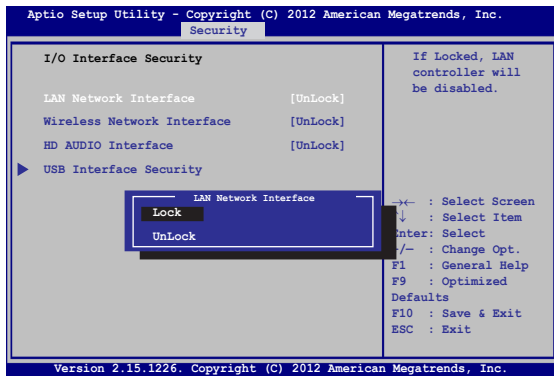 Aptio Setup Utility - Copyright (C) 2012 American Megatrends, Inc.
Security
I/O Interface Security
LAN Network Interface [UnLock]
Wireless Network Interface [UnLock]
HD AUDIO Interface [UnLock]
USB Interface Security
If Locked, LAN
controller will
be disabled.
LAN Network Interface
Lock
UnLock
→← : Select Screen
↑↓ : Select Item
Enter: Select
+/— : Change Opt.
F1 : General Help
F9 : Optimized
Defaults
F10 : Save & Exit
ESC : Exit
Version 2.15.1226. Copyright (C) 2012 American Megatrends, Inc.